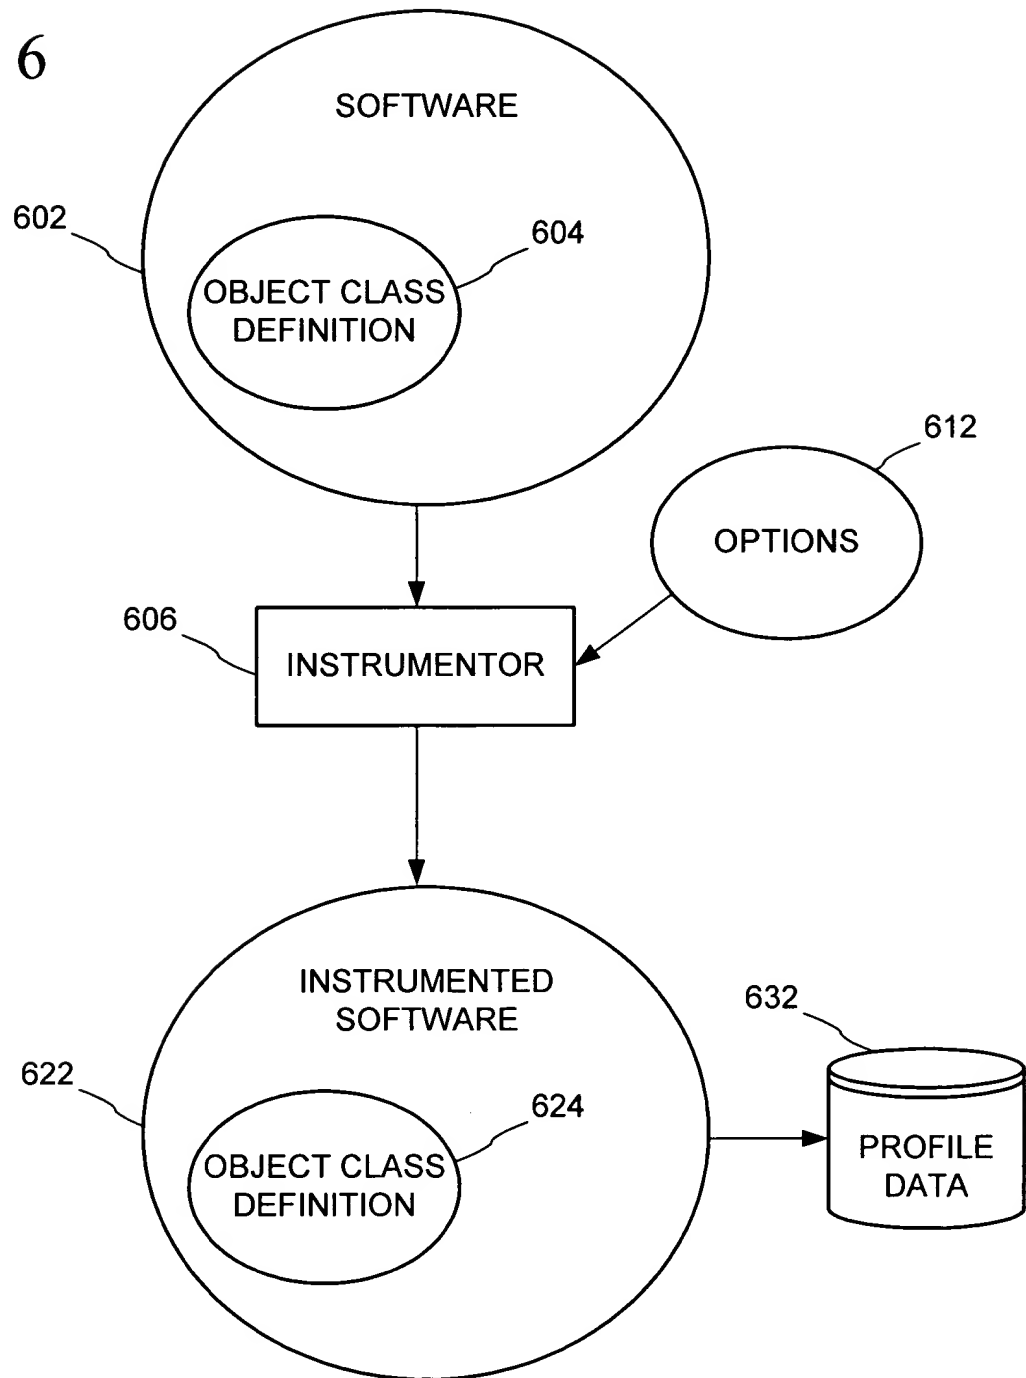 6
SOFTWARE
602
604
OBJECT CLASS
DEFINITION
612
OPTIONS
606
INSTRUMENTOR
INSTRUMENTED
SOFTWARE
632
622
624
OBJECT CLASS
DEFINITION
PROFILE
DATA